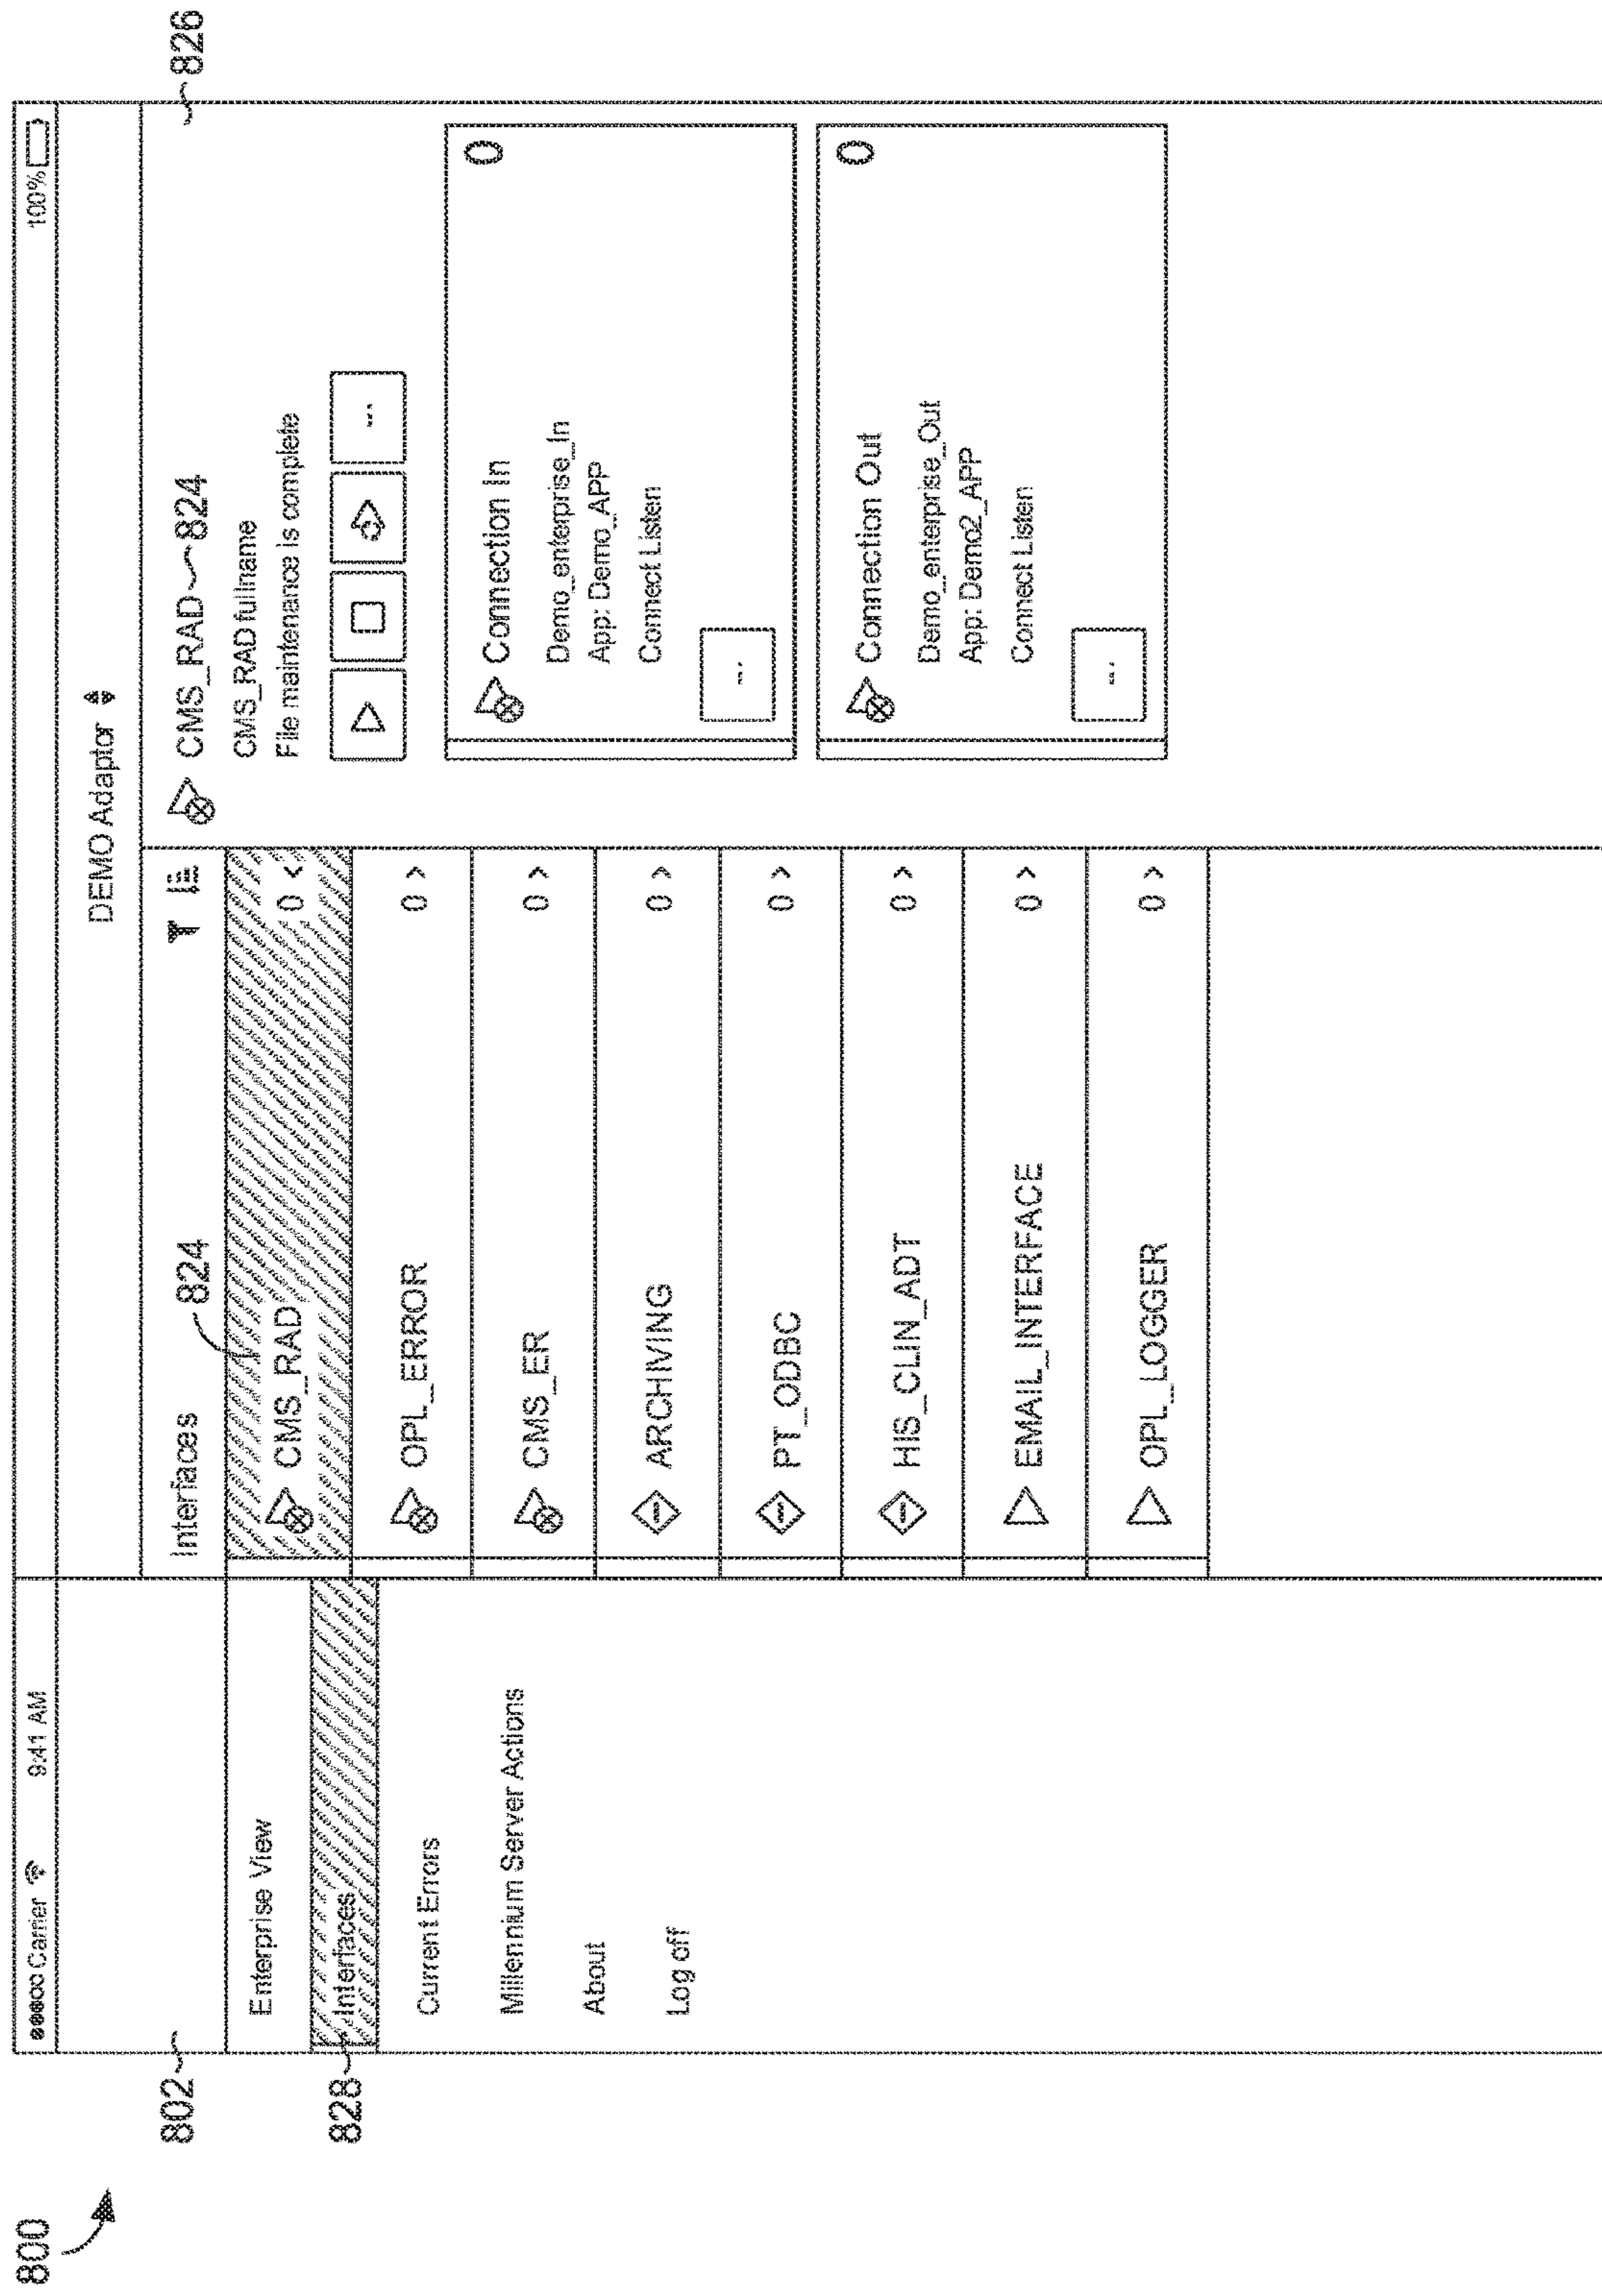 800
802
828
824
826
●●●○○ Carrier 9:41 AM 100%
DEMO Adaptor
Enterprise View
Interfaces
Current Errors
Millennium Server Actions
About
Log off
Interfaces
CMS_RAD 0 <
OPL_ERROR 0 >
CMS_ER 0 >
ARCHIVING 0 >
PT_ODBC 0 >
HIS_CLIN_ADT 0 >
EMAIL_INTERFACE 0 >
OPL_LOGGER 0 >
CMS_RAD 824
CMS_RAD fullname
File maintenance is complete
...
Connection In 0
Demo_enterprise_In
App: Demo_APP
Connect Listen
...
Connection Out 0
Demo_enterprise_Out
App: Demo2_APP
Connect Listen
...